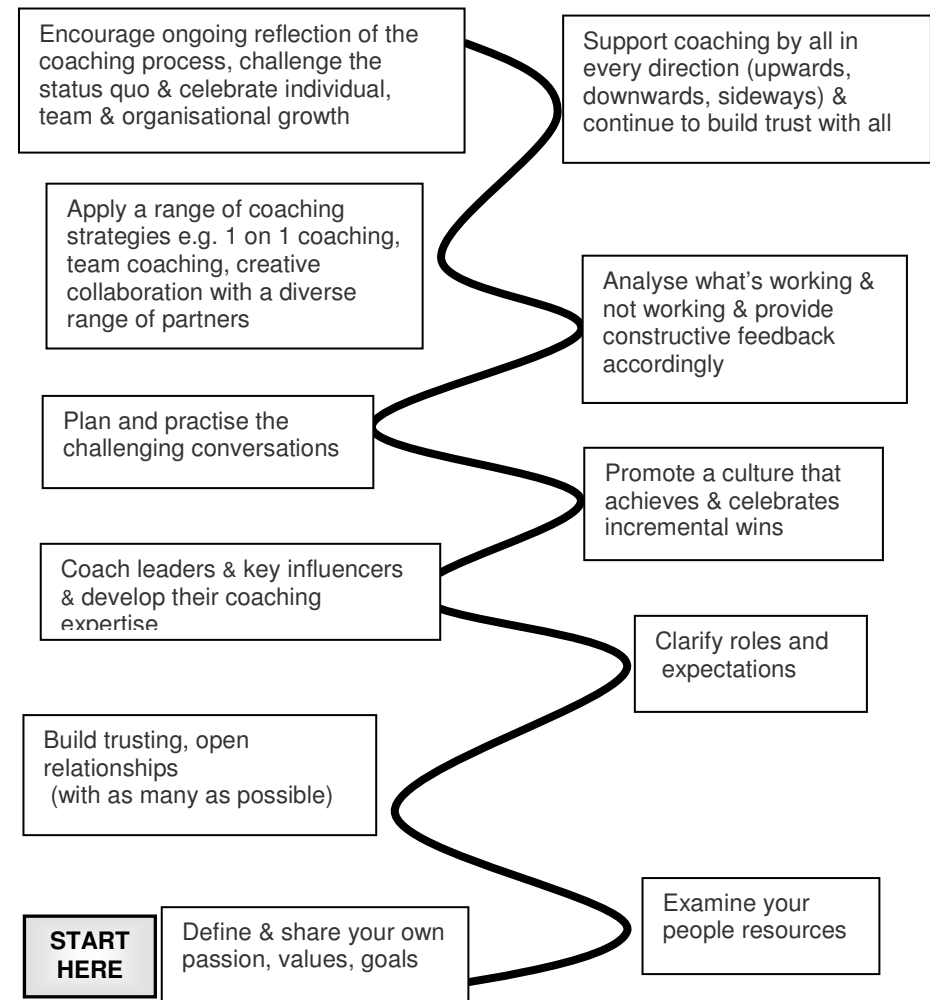 Encourage ongoing reflection of the
coaching process, challenge the
status quo & celebrate individual,
team & organisational growth
Support coaching by all in
every direction (upwards,
downwards, sideways) &
continue to build trust with all
Apply a range of coaching
strategies e.g. 1 on 1 coaching,
team coaching, creative
collaboration with a diverse
range of partners
Analyse what's working &
not working & provide
constructive feedback
accordingly
Plan and practise the
challenging conversations
Promote a culture that
achieves & celebrates
incremental wins
Coach leaders & key influencers
& develop their coaching
expertise
Clarify roles and
expectations
Build trusting, open
relationships
(with as many as possible)
Examine your
people resources
START
HERE
Define & share your own
passion, values, goals